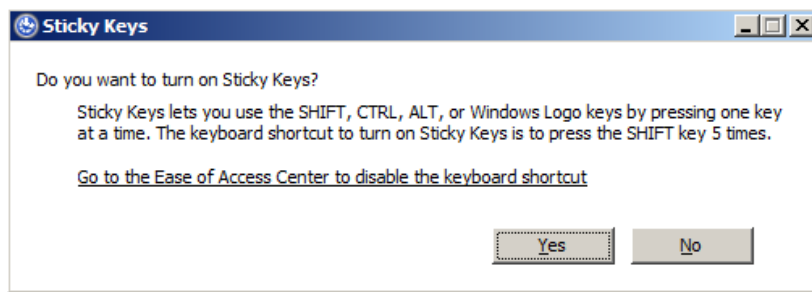 Sticky Keys
Do you want to turn on Sticky Keys?
Sticky Keys lets you use the SHIFT, CTRL, ALT, or Windows Logo keys by pressing one key
at a time. The keyboard shortcut to turn on Sticky Keys is to press the SHIFT key 5 times.
Go to the Ease of Access Center to disable the keyboard shortcut
Yes No